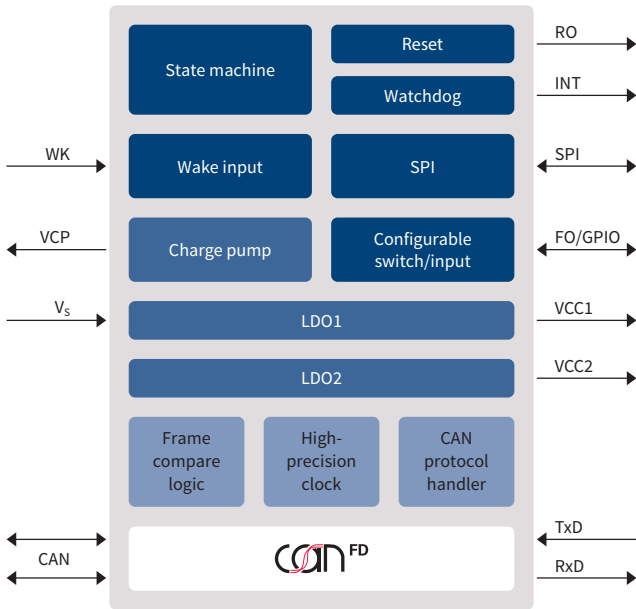 State machine
Reset
RO
Watchdog
INT
WK
Wake input
SPI
SPI
VCP
Charge pump
Configurable
switch/input
FO/GPIO
VS
LDO1
VCC1
LDO2
VCC2
Frame
compare
logic
High-
precision
clock
CAN
protocol
handler
CAN
CAN FD
TxD
RxD